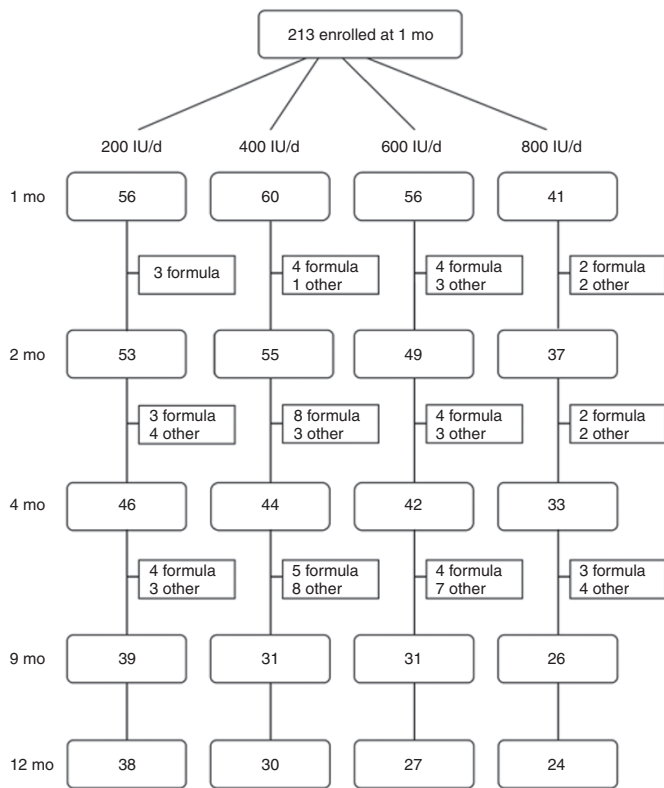 213 enrolled at 1 mo
200 IU/d 400 IU/d 600 IU/d 800 IU/d
1 mo 56 60 56 41
3 formula 4 formula 4 formula 2 formula
1 other 3 other 2 other
2 mo 53 55 49 37
3 formula 8 formula 4 formula 2 formula
4 other 3 other 3 other 2 other
4 mo 46 44 42 33
4 formula 5 formula 4 formula 3 formula
3 other 8 other 7 other 4 other
9 mo 39 31 31 26
12 mo 38 30 27 24